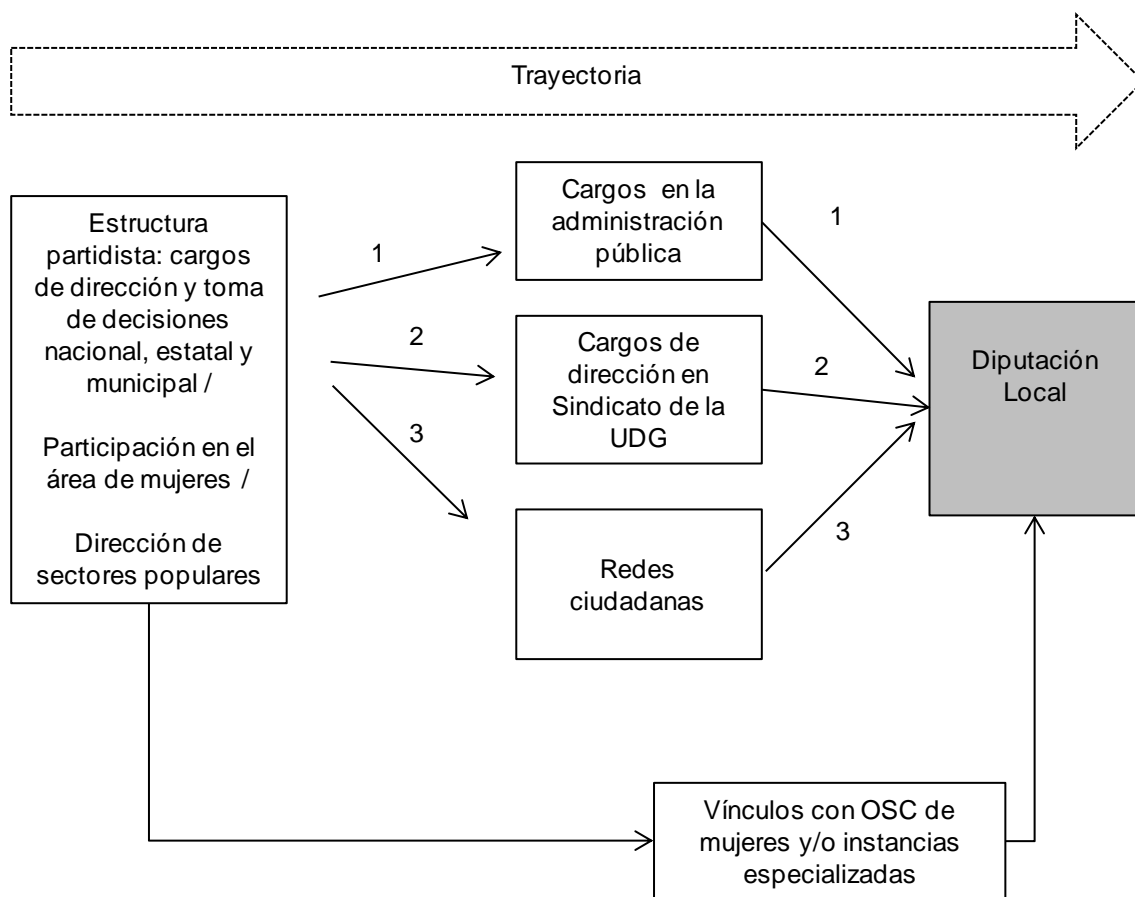 Trayectoria
Estructura
partidista: cargos
de dirección y toma
de decisiones
nacional, estatal y
municipal /
Participación en el
área de mujeres /
Dirección de
sectores populares
1
2
3
Cargos en la
administración
pública
Cargos de
dirección en
Sindicato de la
UDG
Redes
ciudadanas
1
2
3
Diputación
Local
Vínculos con OSC de
mujeres y/o instancias
especializadas